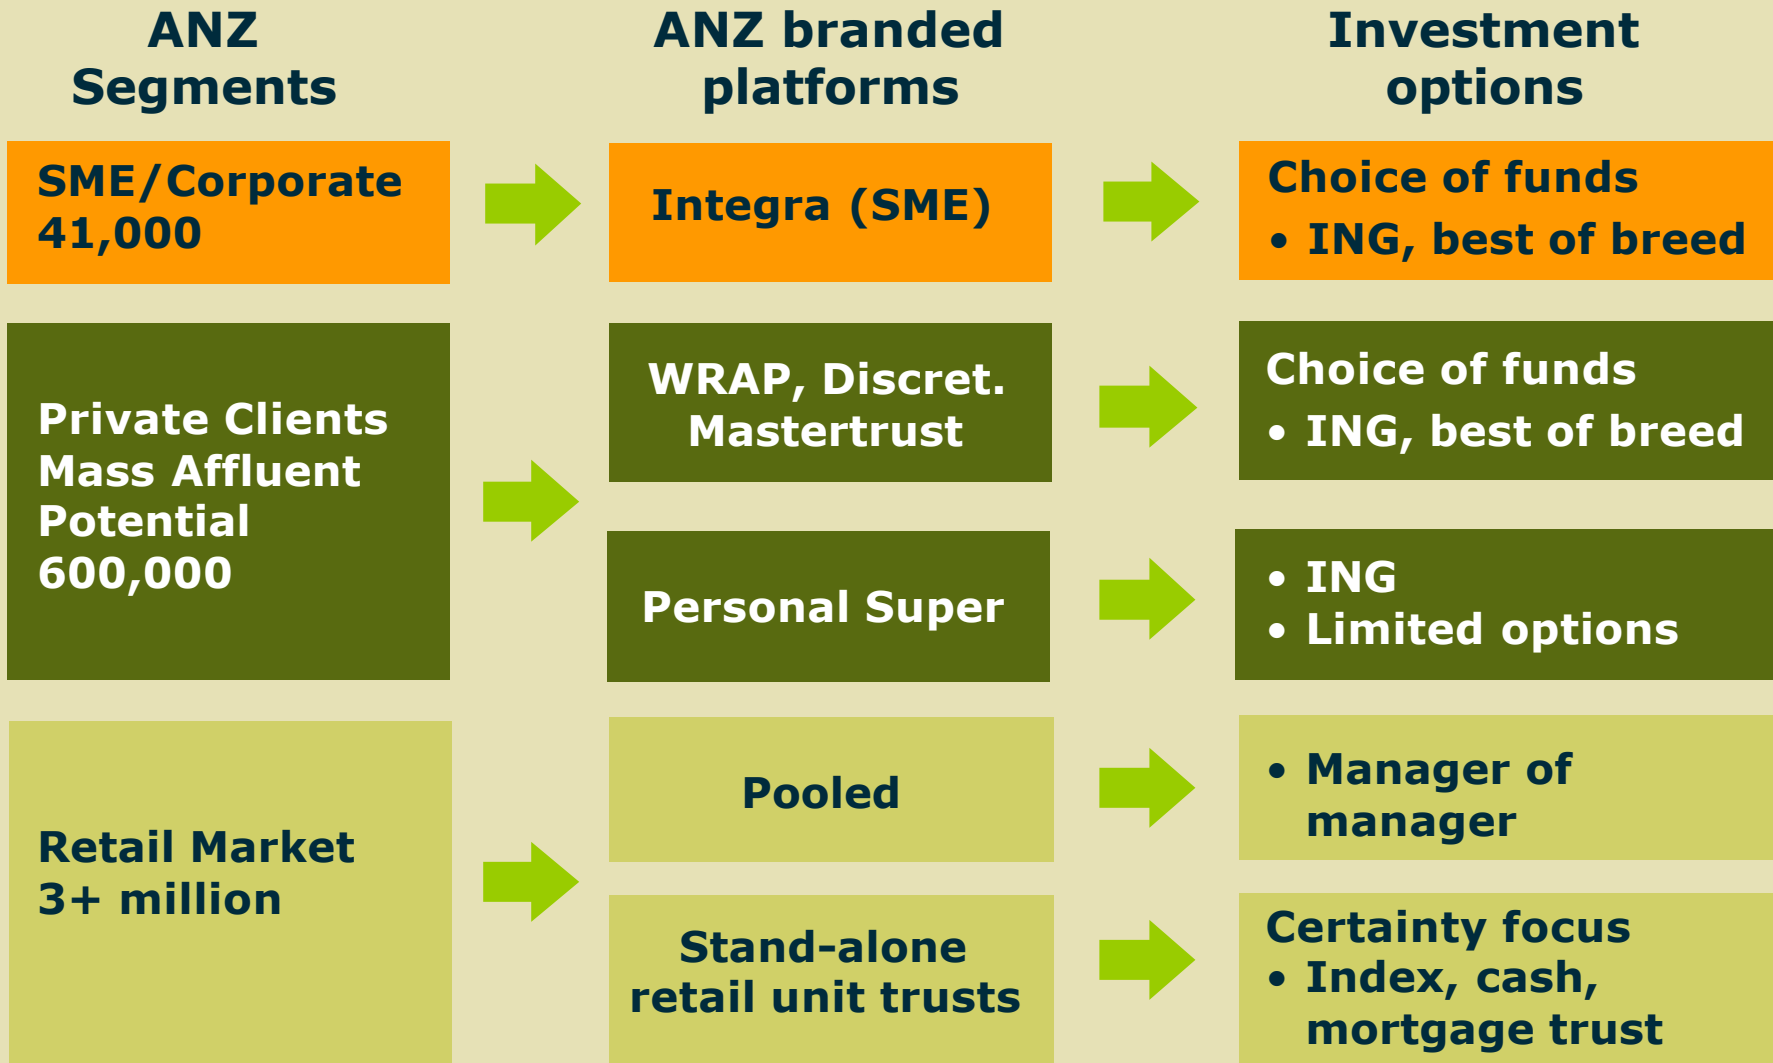 ANZ
Segments
ANZ branded
platforms
Investment
options
SME/Corporate
41,000
Integra (SME)
Choice of funds
• ING, best of breed
Private Clients
Mass Affluent
Potential
600,000
WRAP, Discret.
Mastertrust
Choice of funds
• ING, best of breed
Personal Super
• ING
• Limited options
Retail Market
3+ million
Pooled
• Manager of
manager
Stand-alone
retail unit trusts
Certainty focus
• Index, cash,
mortgage trust